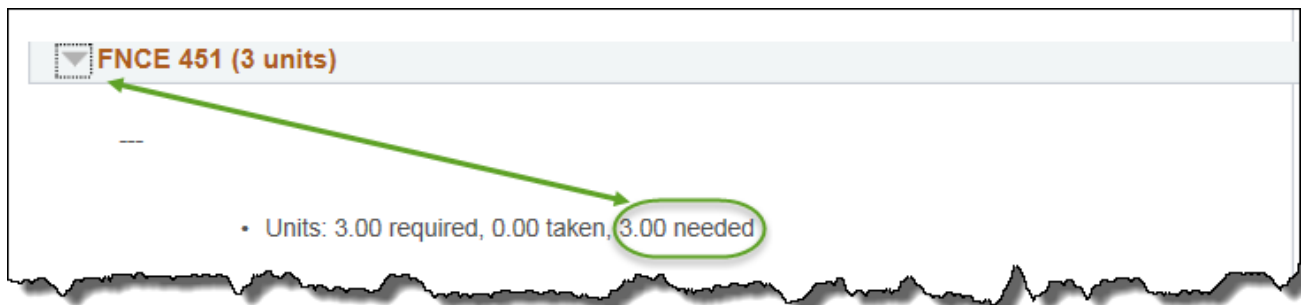 FNCE 451 (3 units)
---
• Units: 3.00 required, 0.00 taken, 3.00 needed